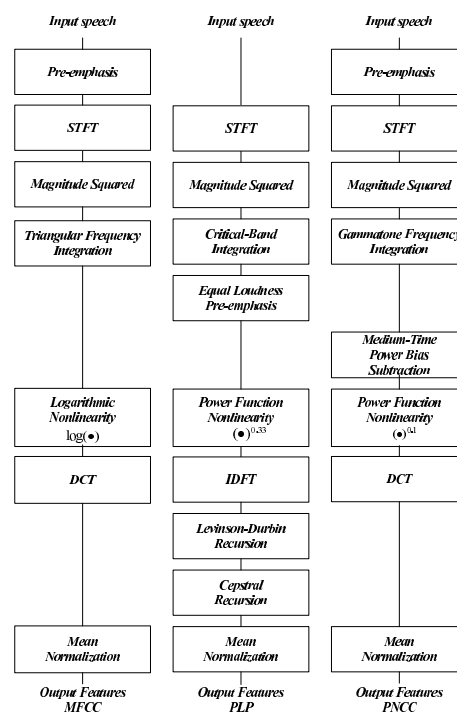 Input speech
Pre-emphasis
STFT
Magnitude Squared
Triangular Frequency
Integration
Logarithmic
Nonlinearity
log(●)
DCT
Mean
Normalization
Output Features
MFCC
Input speech
STFT
Magnitude Squared
Critical-Band
Integration
Equal Loudness
Pre-emphasis
Power Function
Nonlinearity
(●)^0.33
IDFT
Levinson-Durbin
Recursion
Cepstral
Recursion
Mean
Normalization
Output Features
PLP
Input speech
Pre-emphasis
STFT
Magnitude Squared
Gammatone Frequency
Integration
Medium-Time
Power Bias
Subtraction
Power Function
Nonlinearity
(●)^0.1
DCT
Mean
Normalization
Output Features
PNCC